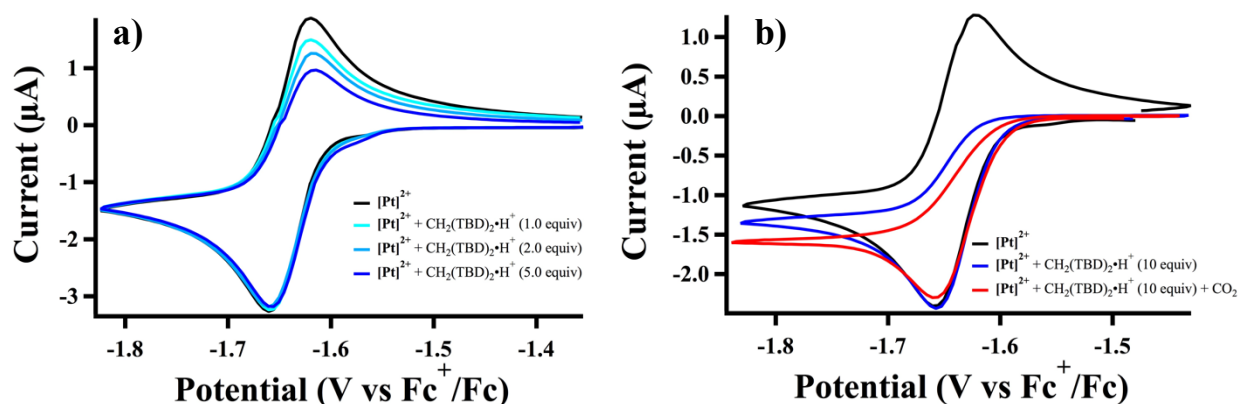 a)
Current (µA)
1
0
-1
-2
-3
[Pt]²⁺
[Pt]²⁺ + CH₂(TBD)₂•H⁺ (1.0 equiv)
[Pt]²⁺ + CH₂(TBD)₂•H⁺ (2.0 equiv)
[Pt]²⁺ + CH₂(TBD)₂•H⁺ (5.0 equiv)
-1.8 -1.7 -1.6 -1.5 -1.4
Potential (V vs Fc⁺/Fc)
b)
Current (µA)
1.0
0.5
0.0
-0.5
-1.0
-1.5
-2.0
[Pt]²⁺
[Pt]²⁺ + CH₂(TBD)₂•H⁺ (10 equiv)
[Pt]²⁺ + CH₂(TBD)₂•H⁺ (10 equiv) + CO₂
-1.8 -1.7 -1.6 -1.5
Potential (V vs Fc⁺/Fc)